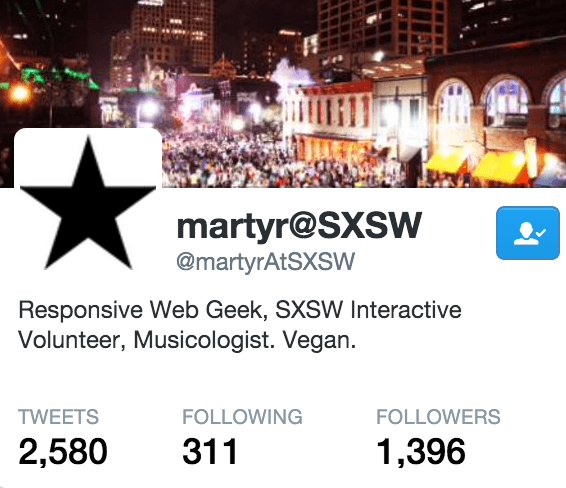 martyr@SXSW
@martyrAtSXSW
Responsive Web Geek, SXSW Interactive
Volunteer, Musicologist. Vegan.
TWEETS FOLLOWING FOLLOWERS
2,580 311 1,396